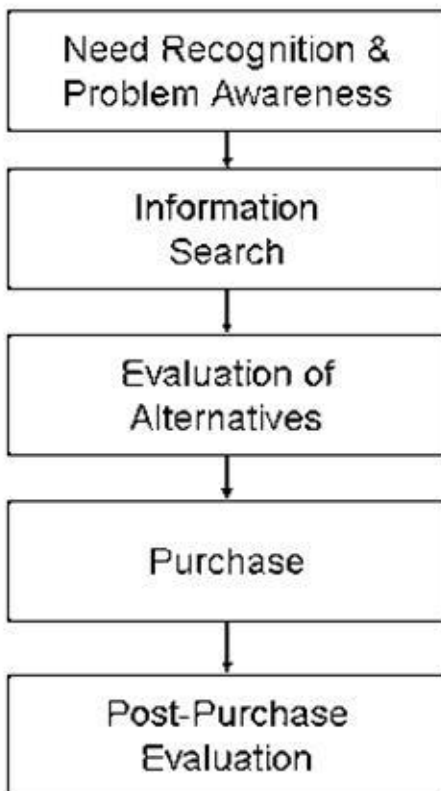 Need Recognition &
Problem Awareness
Information
Search
Evaluation of
Alternatives
Purchase
Post-Purchase
Evaluation